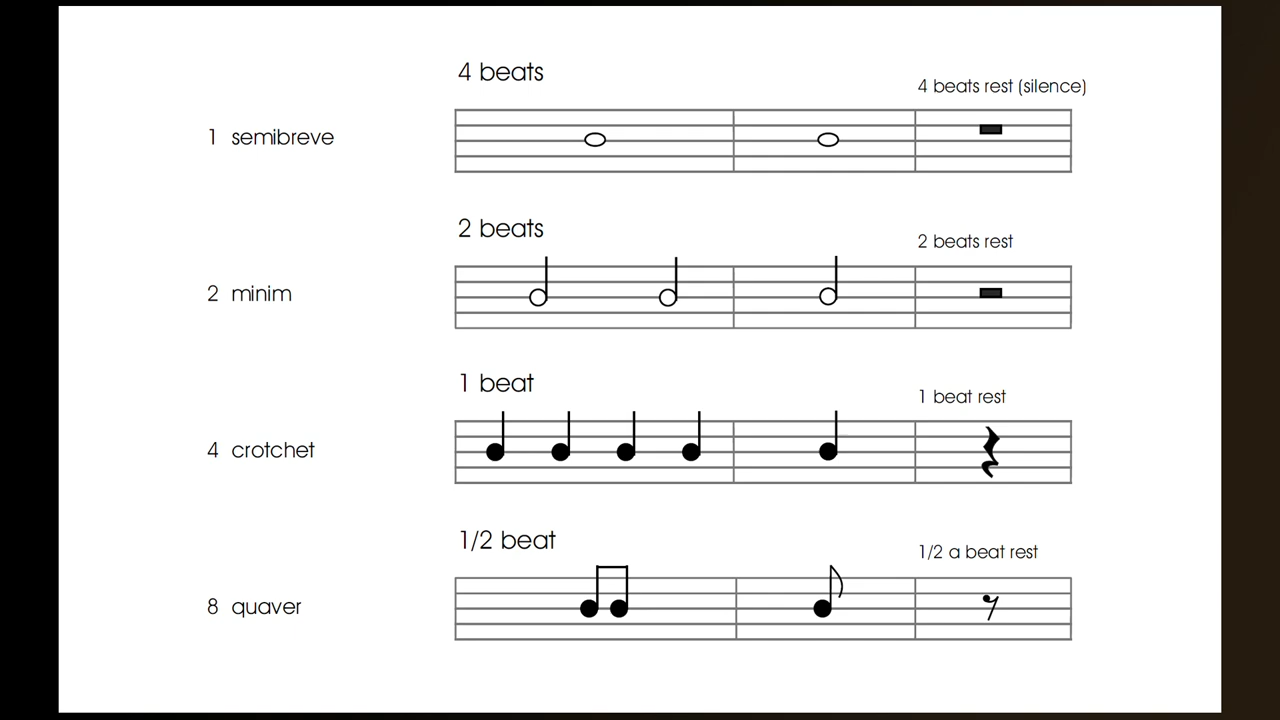 4 beats
4 beats rest (silence)
1 semibreve
2 beats
2 beats rest
2 minim
1 beat
1 beat rest
4 crotchet
1/2 beat
1/2 a beat rest
8 quaver